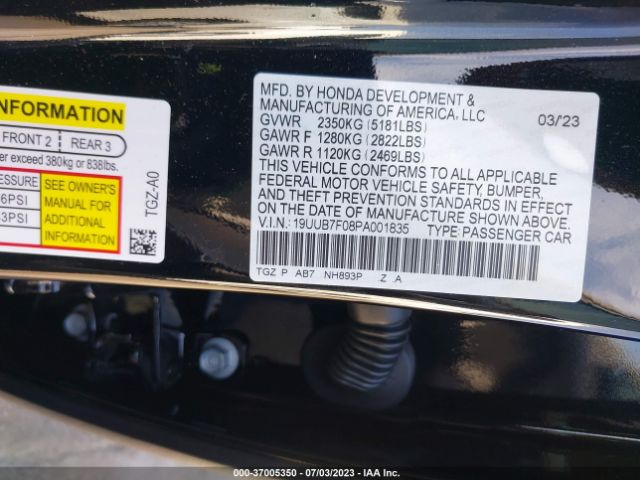 INFORMATION
FRONT 2 REAR 3
er exceed 380kg or 838lbs.
ESSURE
6PSI
3PSI
SEE OWNER'S
MANUAL FOR
ADDITIONAL
INFORMATION
TGZ-A0
MFD. BY HONDA DEVELOPMENT &
MANUFACTURING OF AMERICA, LLC
03/23
GVWR 2350KG (5181LBS)
GAWR F 1280KG (2822LBS)
GAWR R 1120KG (2469LBS)
THIS VEHICLE CONFORMS TO ALL APPLICABLE
FEDERAL MOTOR VEHICLE SAFETY, BUMPER,
AND THEFT PREVENTION STANDARDS IN EFFECT
ON THE DATE OF MANUFACTURE SHOWN ABOVE.
V.I.N.: 19UUB7F08PA001835 TYPE: PASSENGER CAR
TGZ P AB7 NH893P Z .A
000-37005350 | 07/03/2023 | IAA Inc.